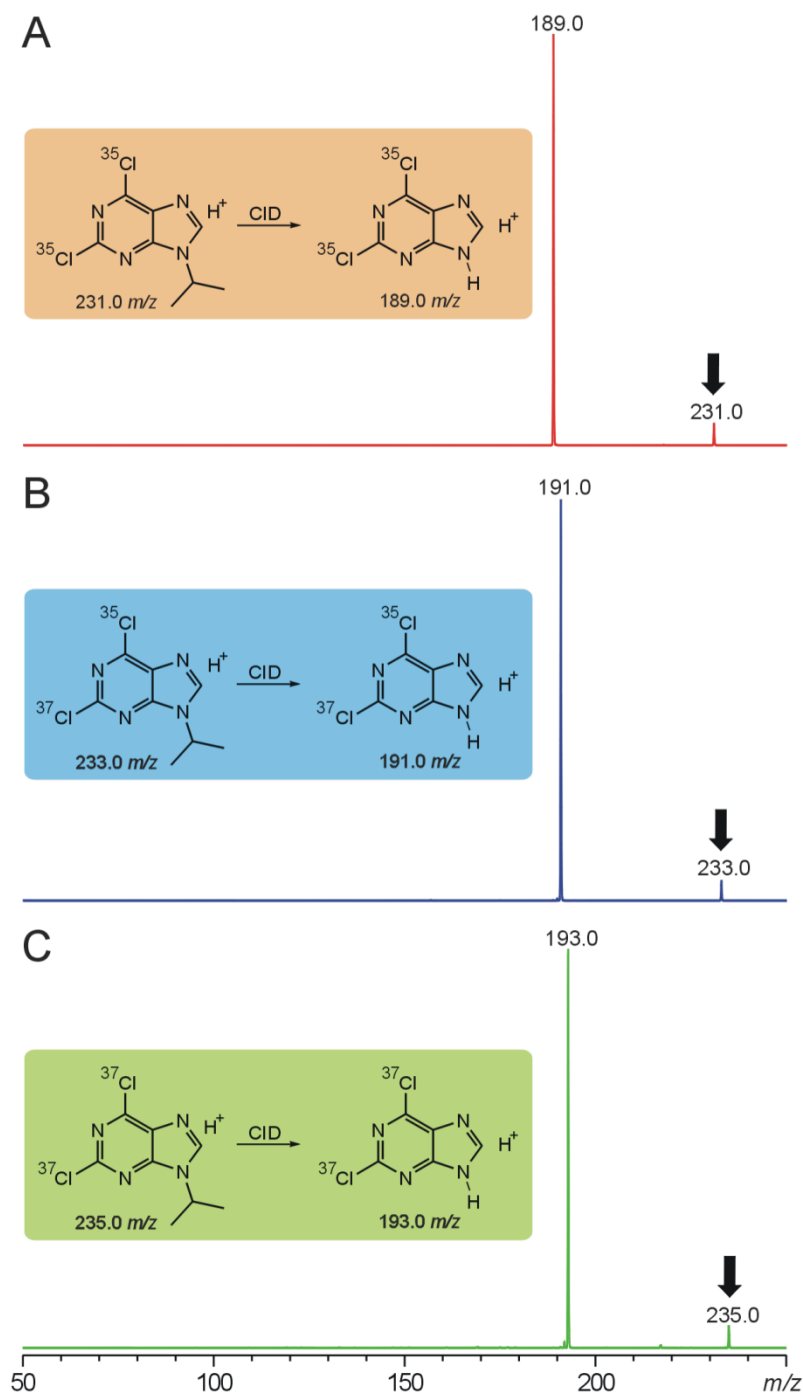 A
189.0
³⁵Cl ³⁵Cl
N N H⁺ CID N N H⁺
³⁵Cl N N ³⁵Cl N N
H
231.0 m/z 189.0 m/z
231.0
B
191.0
³⁵Cl ³⁵Cl
N N H⁺ CID N N H⁺
³⁷Cl N N ³⁷Cl N N
H
233.0 m/z 191.0 m/z
233.0
C
193.0
³⁷Cl ³⁷Cl
N N H⁺ CID N N H⁺
³⁷Cl N N ³⁷Cl N N
H
235.0 m/z 193.0 m/z
235.0
50 100 150 200 m/z